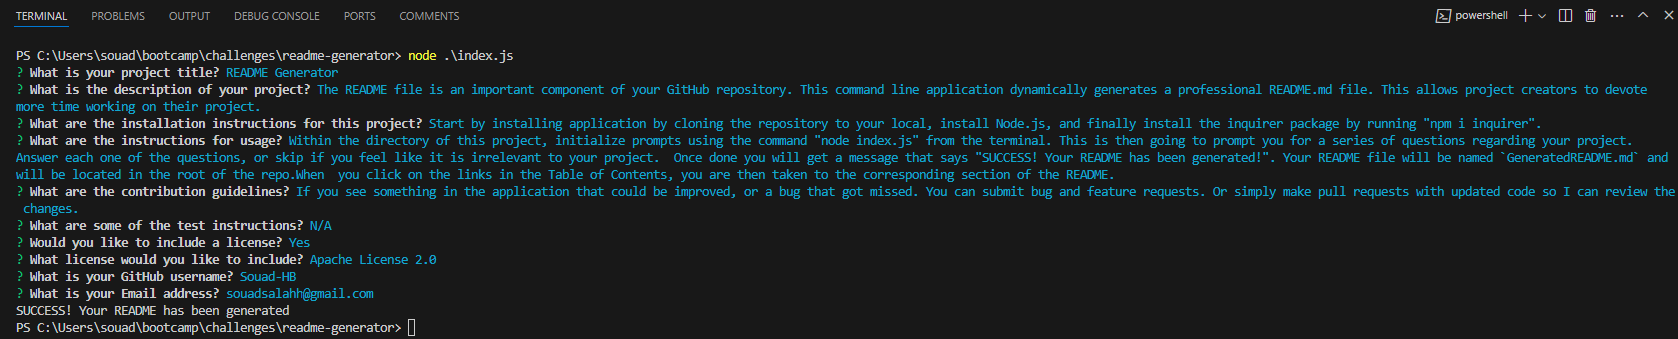 TERMINAL PROBLEMS OUTPUT DEBUG CONSOLE PORTS COMMENTS powershell
PS C:\Users\souad\bootcamp\challenges\readme-generator> node .\index.js
? What is your project title? README Generator
? What is the description of your project? The README file is an important component of your GitHub repository. This command line application dynamically generates a professional README.md file. This allows project creators to devote
more time working on their project.
? What are the installation instructions for this project? Start by installing application by cloning the repository to your local, install Node.js, and finally install the inquirer package by running "npm i inquirer".
? What are the instructions for usage? Within the directory of this project, initialize prompts using the command "node index.js" from the terminal. This is then going to prompt you for a series of questions regarding your project.
Answer each one of the questions, or skip if you feel like it is irrelevant to your project.  Once done you will get a message that says "SUCCESS! Your README has been generated!". Your README file will be named `GeneratedREADME.md` and
will be located in the root of the repo.When  you click on the links in the Table of Contents, you are then taken to the corresponding section of the README.
? What are the contribution guidelines? If you see something in the application that could be improved, or a bug that got missed. You can submit bug and feature requests. Or simply make pull requests with updated code so I can review the
changes.
? What are some of the test instructions? N/A
? Would you like to include a license? Yes
? What license would you like to include? Apache License 2.0
? What is your GitHub username? Souad-HB
? What is your Email address? souadsalahh@gmail.com
SUCCESS! Your README has been generated
PS C:\Users\souad\bootcamp\challenges\readme-generator>